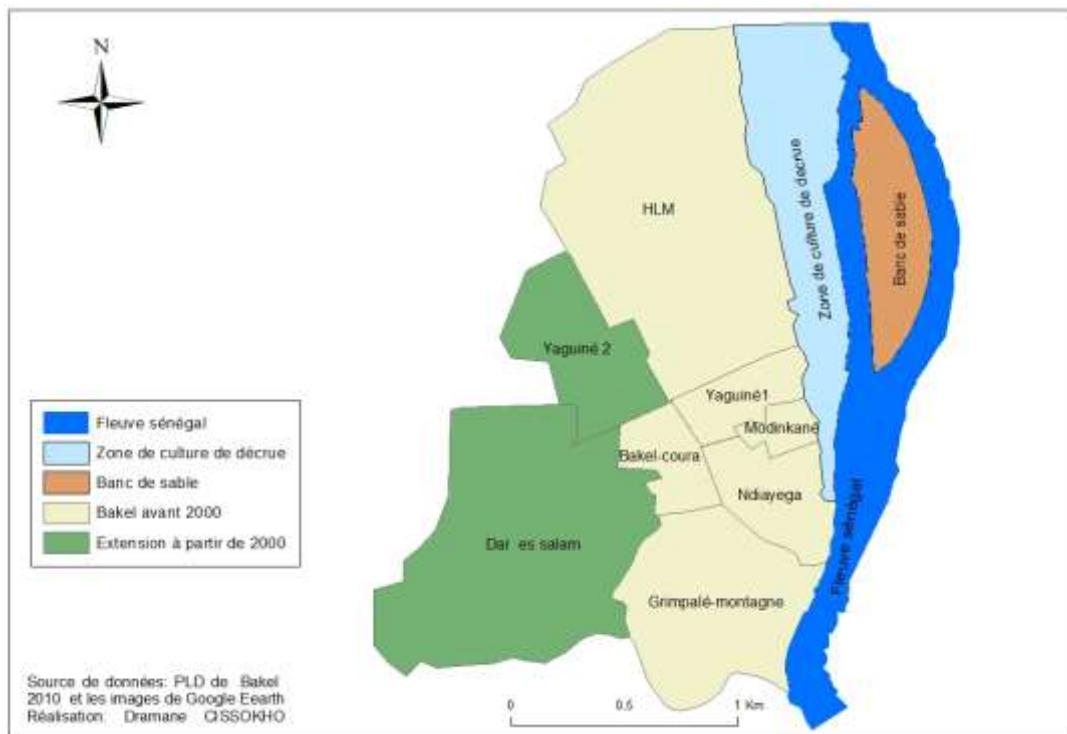 N
HLM
Zone de culture de decrue
Banc de sable
Yaguiné 2
Yaguiné1
Modinkané
Bakel-coura
Ndiayega
Dar es salam
Grimpalé-montagne
Fleuve sénégal
Fleuve sénégal
Zone de culture de décrue
Banc de sable
Bakel avant 2000
Extension à partir de 2000
Source de données: PLD de Bakel
2010 et les images de Google Eearth
Réalisation: Dramane CISSOKHO
0 0.5 1 Km